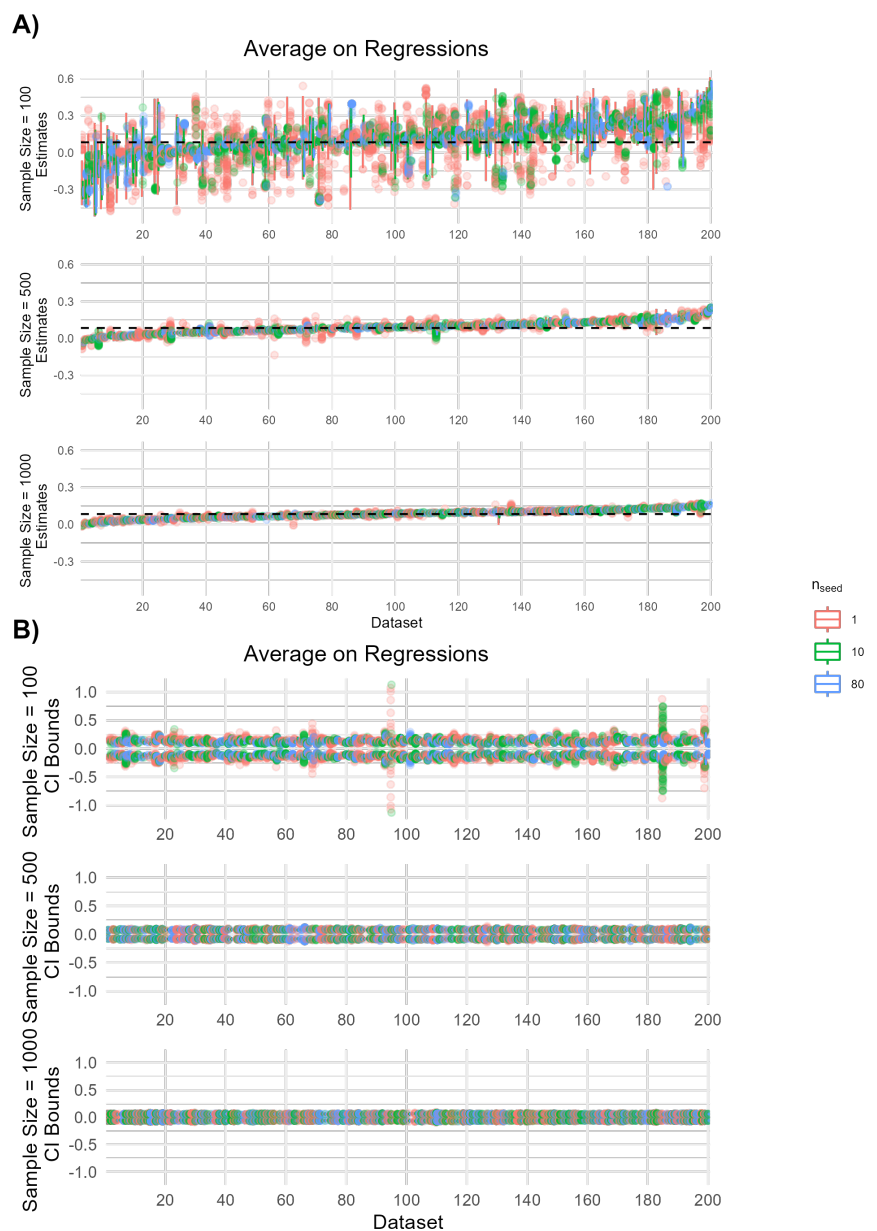 A)
Average on Regressions
Sample Size = 100
Estimates
0.6
0.3
0.0
-0.3
20 40 60 80 100 120 140 160 180 200
Sample Size = 500
Estimates
0.6
0.3
0.0
-0.3
20 40 60 80 100 120 140 160 180 200
Sample Size = 1000
Estimates
0.6
0.3
0.0
-0.3
20 40 60 80 100 120 140 160 180 200
Dataset
n_seed
1
10
80
B)
Average on Regressions
Sample Size = 100
CI Bounds
1.0
0.5
0.0
-0.5
-1.0
20 40 60 80 100 120 140 160 180 200
Sample Size = 500
CI Bounds
1.0
0.5
0.0
-0.5
-1.0
20 40 60 80 100 120 140 160 180 200
Sample Size = 1000
CI Bounds
1.0
0.5
0.0
-0.5
-1.0
20 40 60 80 100 120 140 160 180 200
Dataset